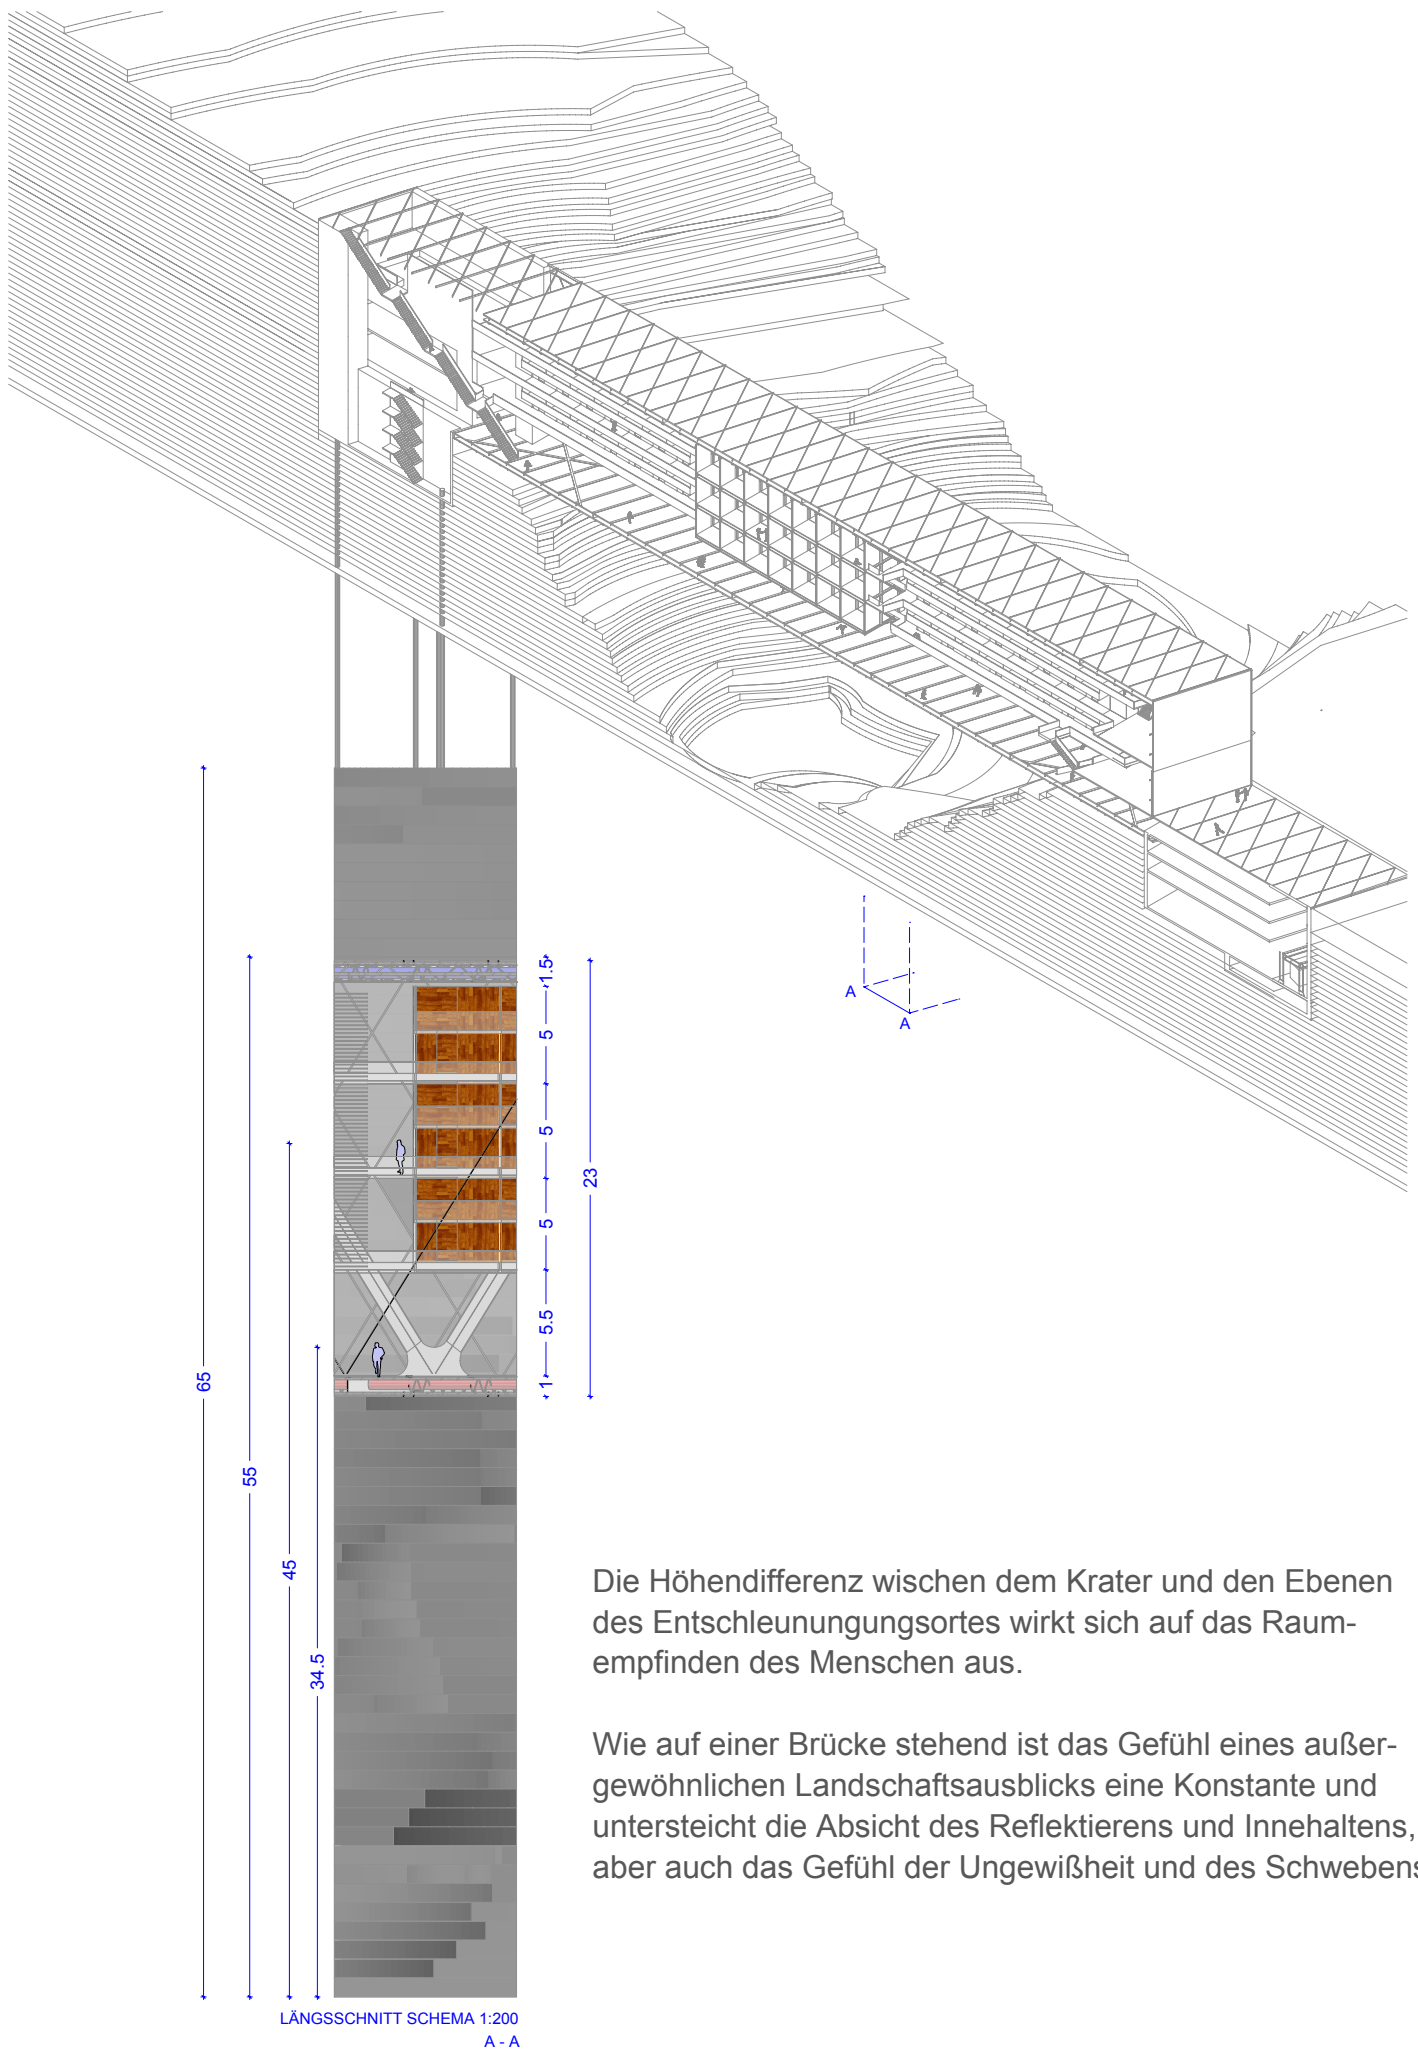 A
A
1.5
5
5
5
5.5
1
23
65
55
45
34.5
Die Höhendifferenz wischen dem Krater und den Ebenen
des Entschleunungungsortes wirkt sich auf das Raum-
empfinden des Menschen aus.
Wie auf einer Brücke stehend ist das Gefühl eines außer-
gewöhnlichen Landschaftsausblicks eine Konstante und
untersteicht die Absicht des Reflektierens und Innehaltens,
aber auch das Gefühl der Ungewißheit und des Schwebens
LÄNGSSCHNITT SCHEMA 1:200
A - A